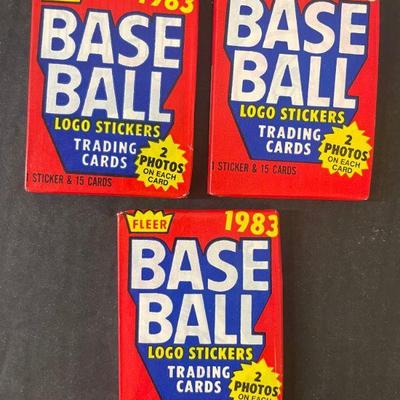 1983
BASE
BALL
LOGO STICKERS
TRADING
CARDS
2
PHOTOS
ON EACH
CARD
1 STICKER & 15 CARDS
BASE
BALL
LOGO STICKERS
TRADING
CARDS
2
PHOTOS
ON EACH
CARD
1 STICKER & 15 CARDS
FLEER
1983
BASE
BALL
LOGO STICKERS
TRADING
CARDS
2
PHOTOS
ON EACH